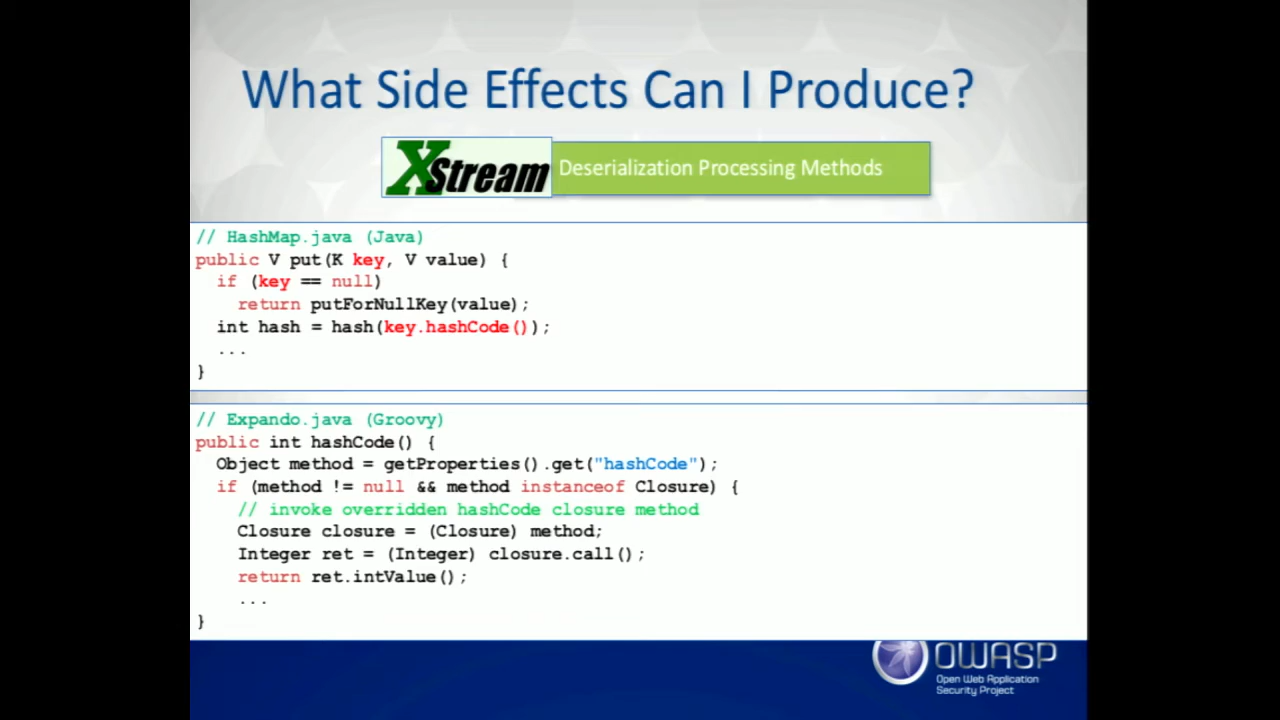 What Side Effects Can I Produce?
XStream Deserialization Processing Methods
// HashMap.java (Java)
public V put(K key, V value) {
  if (key == null)
    return putForNullKey(value);
  int hash = hash(key.hashCode());
  ...
}
// Expando.java (Groovy)
public int hashCode() {
  Object method = getProperties().get("hashCode");
  if (method != null && method instanceof Closure) {
    // invoke overridden hashCode closure method
    Closure closure = (Closure) method;
    Integer ret = (Integer) closure.call();
    return ret.intValue();
    ...
}
OWASP
Open Web Application
Security Project